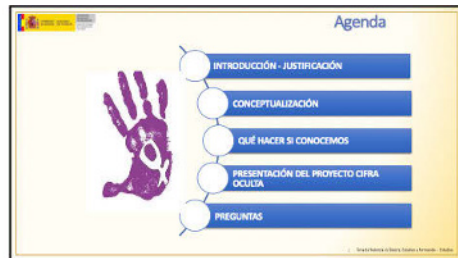 Agenda
INTRODUCCIÓN - JUSTIFICACIÓN
CONCEPTUALIZACIÓN
QUÉ HACER SI CONOCEMOS
PRESENTACIÓN DEL PROYECTO CIFRA
OCULTA
PREGUNTAS